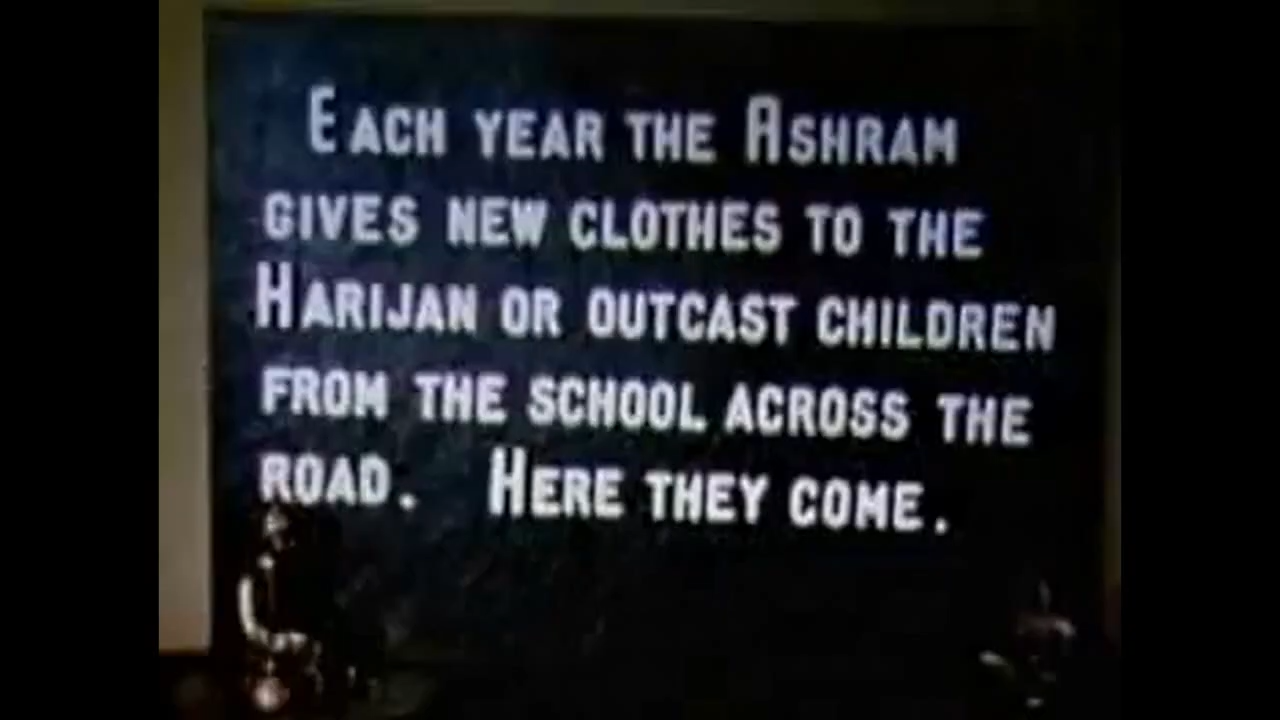 EACH YEAR THE ASHRAM
GIVES NEW CLOTHES TO THE
HARIJAN OR OUTCAST CHILDREN
FROM THE SCHOOL ACROSS THE
ROAD. HERE THEY COME.